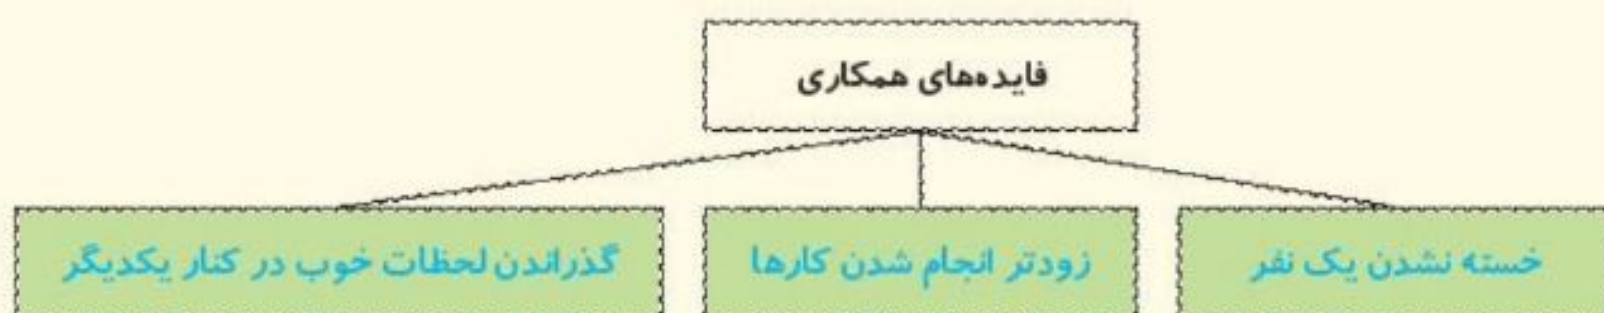 فایده‌های همکاری
خسته نشدن یک نفر
زودتر انجام شدن کارها
گذراندن لحظات خوب در کنار یکدیگر